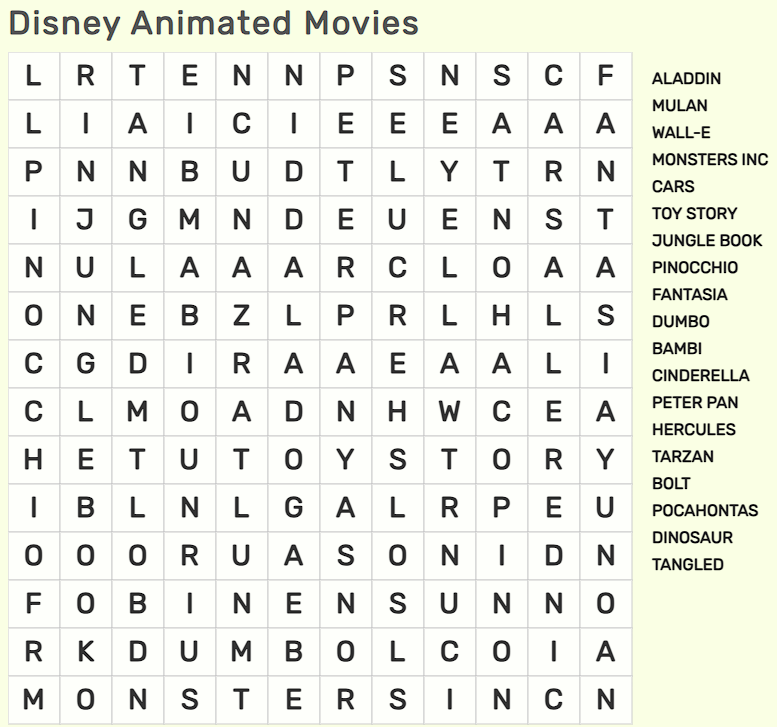 Disney Animated Movies
L R T E N N P S N S C F
L I A I C I E E E A A A
P N N B U D T L Y T R N
I J G M N D E U E N S T
N U L A A A R C L O A A
O N E B Z L P R L H L S
C G D I R A A E A A L I
C L M O A D N H W C E A
H E T U T O Y S T O R Y
I B L N L G A L R P E U
O O O R U A S O N I D N
F O B I N E N S U N N O
R K D U M B O L C O I A
M O N S T E R S I N C N
ALADDIN
MULAN
WALL-E
MONSTERS INC
CARS
TOY STORY
JUNGLE BOOK
PINOCCHIO
FANTASIA
DUMBO
BAMBI
CINDERELLA
PETER PAN
HERCULES
TARZAN
BOLT
POCAHONTAS
DINOSAUR
TANGLED